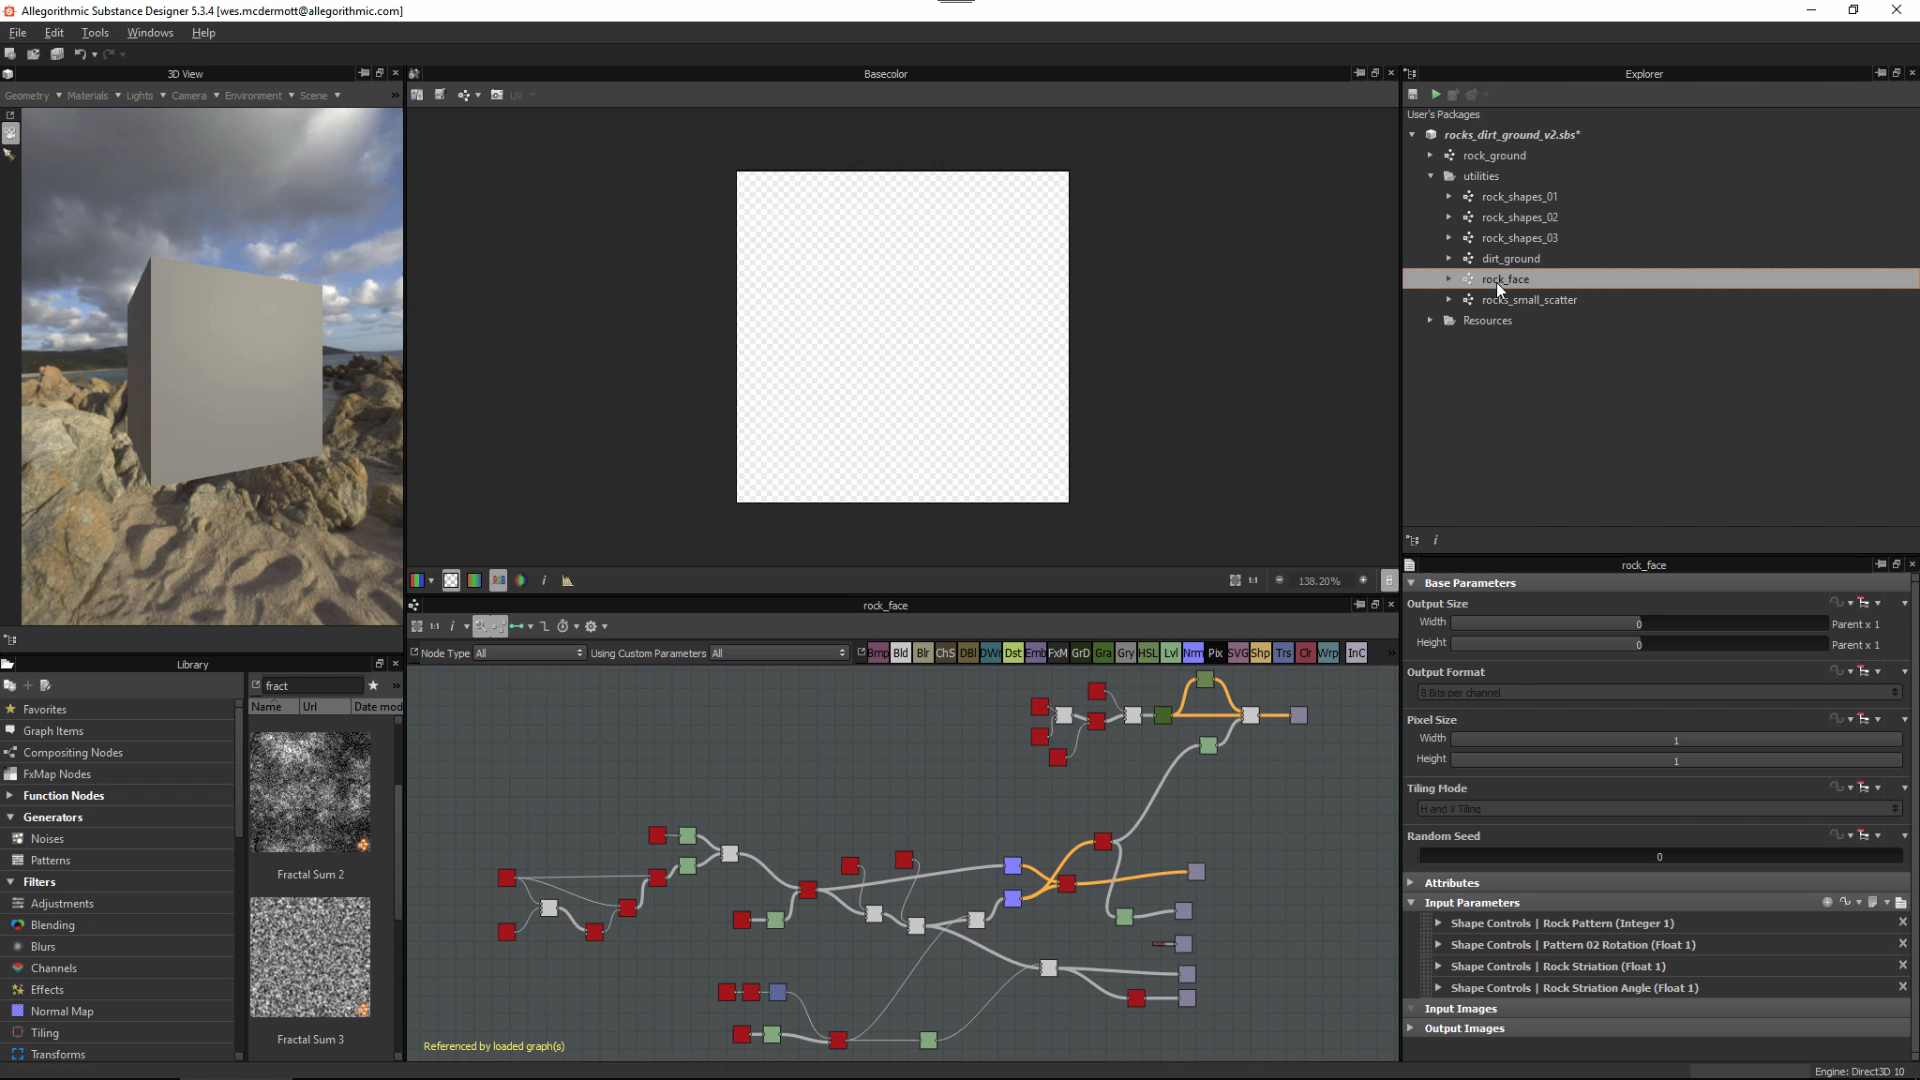 Allegorithmic Substance Designer 5.3.4 [wes.mcdermott@allegorithmic.com]
File Edit Tools Windows Help
3D View
Geometry Materials Lights Camera Environment Scene »
Basecolor
UV
138.20%
1:1
Explorer
User's Packages
rocks_dirt_ground_v2.sbs*
rock_ground
utilities
rock_shapes_01
rock_shapes_02
rock_shapes_03
dirt_ground
rock_face
rocks_small_scatter
Resources
Library
fract
Name Url Date mod
Favorites
Graph Items
Compositing Nodes
FxMap Nodes
Function Nodes
Generators
Noises
Patterns
Filters
Adjustments
Blending
Blurs
Channels
Effects
Normal Map
Tiling
Transforms
Fractal Sum 2
Fractal Sum 3
rock_face
1:1
Node Type All Using Custom Parameters All
Bmp Bld Blr ChS DBl DWr Dst Emb FxM GrD Gra Gry HSL Lvl Nrm Pix SVG Shp Trs Clr Wrp InC »
Referenced by loaded graph(s)
rock_face
Base Parameters
Output Size
Width 0 Parent x 1
Height 0 Parent x 1
Output Format
8 Bits per channel
Pixel Size
Width 1
Height 1
Tiling Mode
H and V Tiling
Random Seed
0
Attributes
Input Parameters
Shape Controls | Rock Pattern (Integer 1)
Shape Controls | Pattern 02 Rotation (Float 1)
Shape Controls | Rock Striation (Float 1)
Shape Controls | Rock Striation Angle (Float 1)
Input Images
Output Images
Engine: Direct3D 10